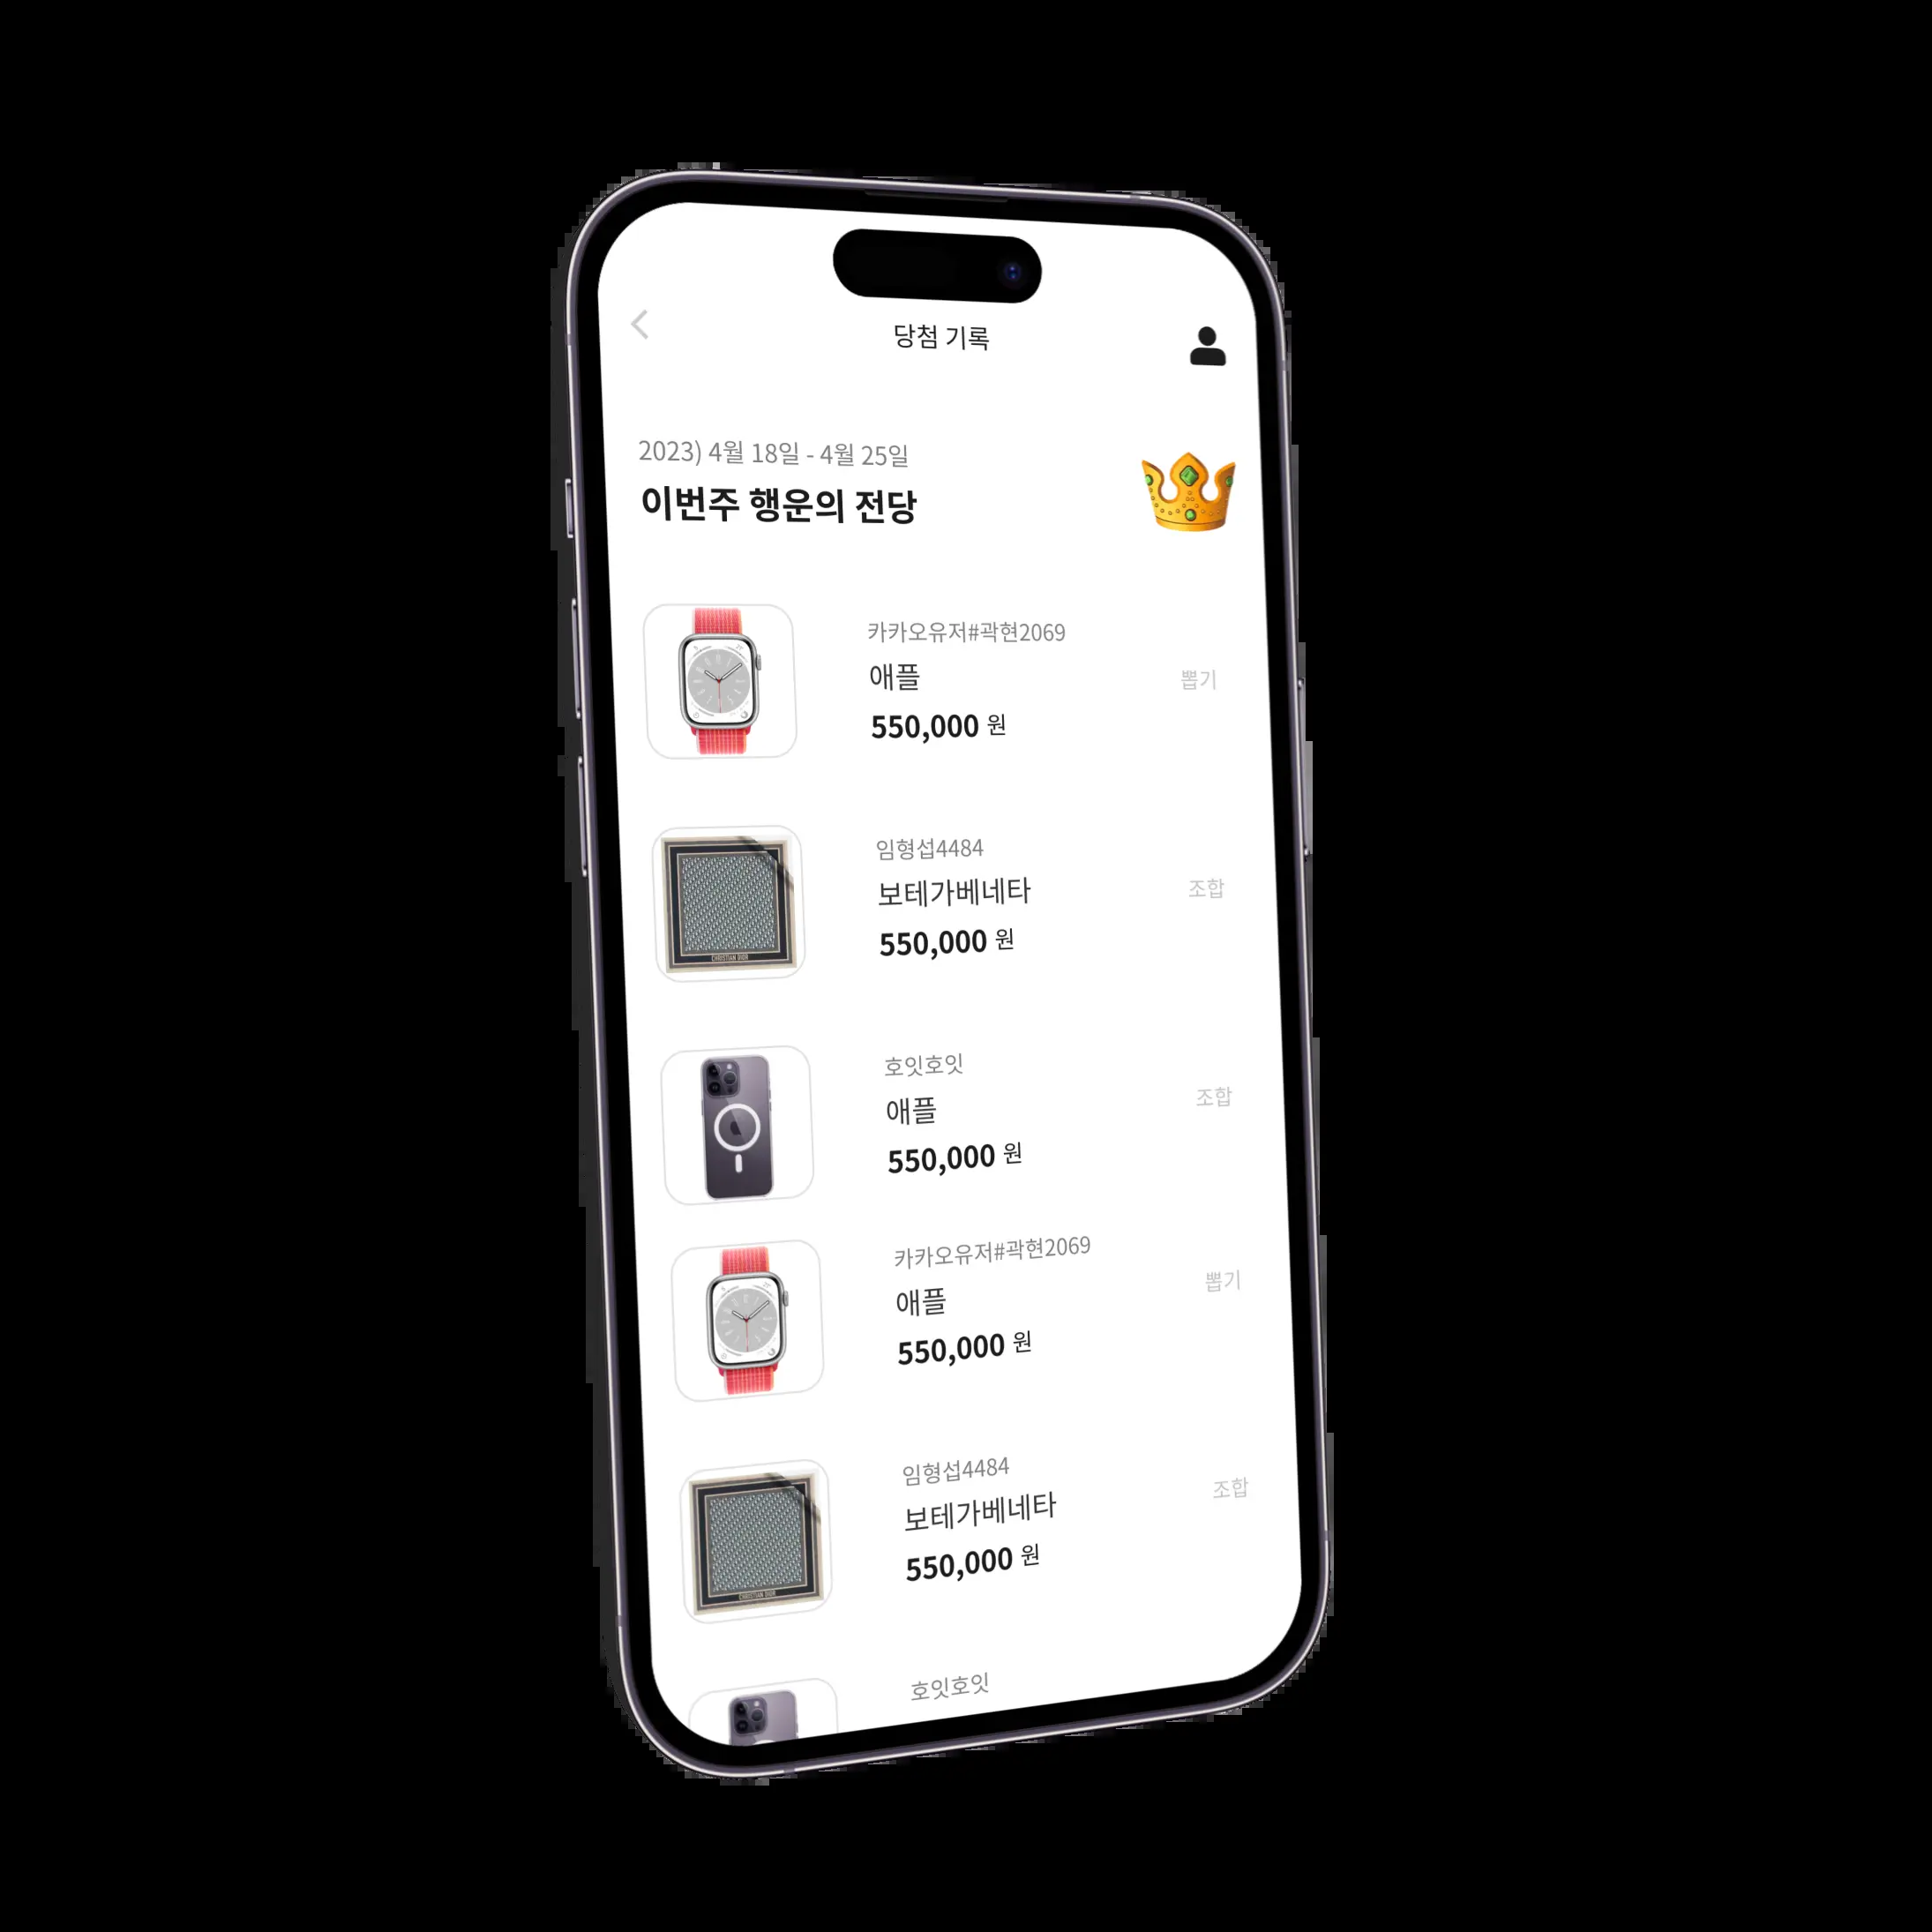 당첨 기록
2023) 4월 18일 - 4월 25일
이번주 행운의 전당
카카오유저#곽현2069
애플
뽑기
550,000 원
임형섭4484
보테가베네타
조합
550,000 원
CHRISTIAN DIOR
호잇호잇
애플
조합
550,000 원
카카오유저#곽현2069
애플
뽑기
550,000 원
임형섭4484
보테가베네타
조합
550,000 원
CHRISTIAN DIOR
호잇호잇